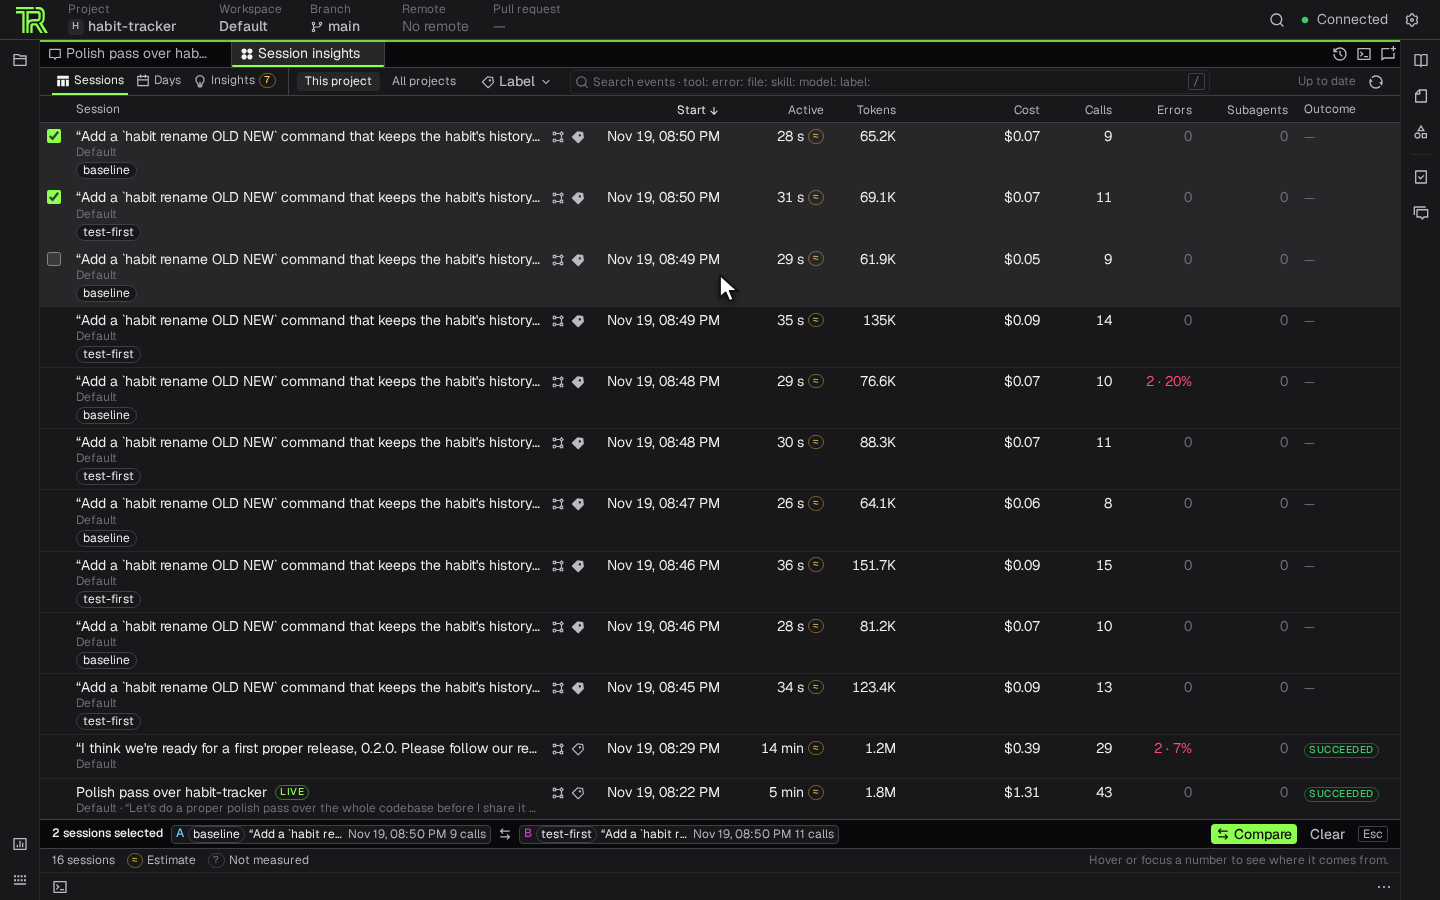 TR
Project
H habit-tracker
Workspace
Default
Branch
main
Remote
No remote
Pull request
—
Connected
Polish pass over hab...
Session insights
Sessions
Days
Insights 7
This project
All projects
Label
Search events · tool: error: file: skill: model: label:
/
Up to date
Session Start ↓ Active Tokens Cost Calls Errors Subagents Outcome
“Add a `habit rename OLD NEW` command that keeps the habit's history... Nov 19, 08:50 PM 28 s ≈ 65.2K $0.07 9 0 0 —
Default
baseline
“Add a `habit rename OLD NEW` command that keeps the habit's history... Nov 19, 08:50 PM 31 s ≈ 69.1K $0.07 11 0 0 —
Default
test-first
“Add a `habit rename OLD NEW` command that keeps the habit's history... Nov 19, 08:49 PM 29 s ≈ 61.9K $0.05 9 0 0 —
Default
baseline
“Add a `habit rename OLD NEW` command that keeps the habit's history... Nov 19, 08:49 PM 35 s ≈ 135K $0.09 14 0 0 —
Default
test-first
“Add a `habit rename OLD NEW` command that keeps the habit's history... Nov 19, 08:48 PM 29 s ≈ 76.6K $0.07 10 2 · 20% 0 —
Default
baseline
“Add a `habit rename OLD NEW` command that keeps the habit's history... Nov 19, 08:48 PM 30 s ≈ 88.3K $0.07 11 0 0 —
Default
test-first
“Add a `habit rename OLD NEW` command that keeps the habit's history... Nov 19, 08:47 PM 26 s ≈ 64.1K $0.06 8 0 0 —
Default
baseline
“Add a `habit rename OLD NEW` command that keeps the habit's history... Nov 19, 08:46 PM 36 s ≈ 151.7K $0.09 15 0 0 —
Default
test-first
“Add a `habit rename OLD NEW` command that keeps the habit's history... Nov 19, 08:46 PM 28 s ≈ 81.2K $0.07 10 0 0 —
Default
baseline
“Add a `habit rename OLD NEW` command that keeps the habit's history... Nov 19, 08:45 PM 34 s ≈ 123.4K $0.09 13 0 0 —
Default
test-first
“I think we're ready for a first proper release, 0.2.0. Please follow our re... Nov 19, 08:29 PM 14 min ≈ 1.2M $0.39 29 2 · 7% 0 SUCCEEDED
Default
Polish pass over habit-tracker LIVE Nov 19, 08:22 PM 5 min ≈ 1.8M $1.31 43 0 0 SUCCEEDED
Default · “Let's do a proper polish pass over the whole codebase before I share it ...
2 sessions selected A baseline “Add a `habit re... Nov 19, 08:50 PM 9 calls ⇆ B test-first “Add a `habit r... Nov 19, 08:50 PM 11 calls Compare Clear Esc
16 sessions ≈ Estimate ? Not measured Hover or focus a number to see where it comes from.